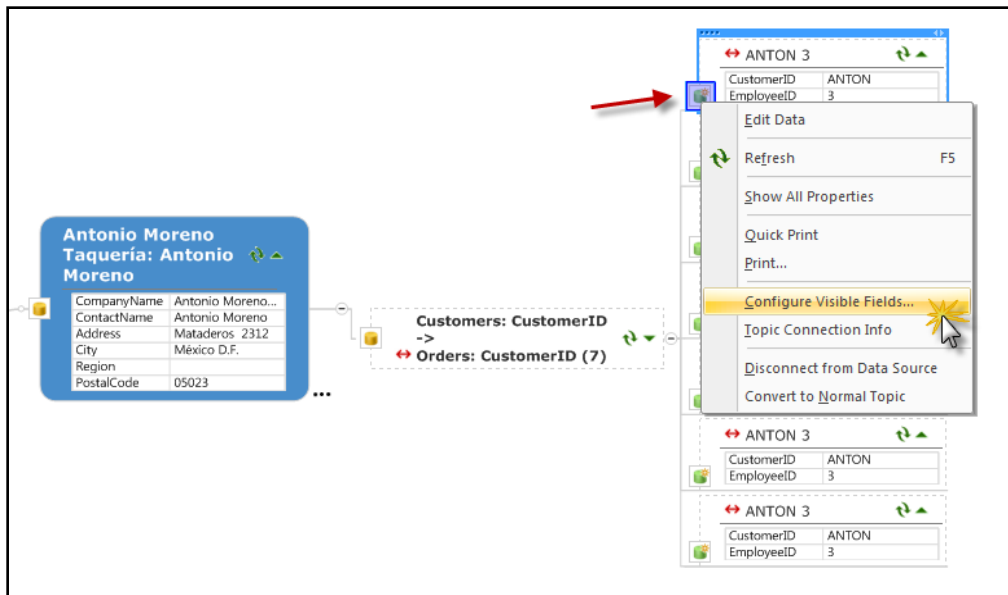 ANTON 3
CustomerID ANTON
EmployeeID 3
Edit Data
Refresh F5
Show All Properties
Quick Print
Print...
Configure Visible Fields...
Topic Connection Info
Disconnect from Data Source
Convert to Normal Topic
Antonio Moreno
Taquería: Antonio
Moreno
CompanyName Antonio Moreno...
ContactName Antonio Moreno
Address Mataderos 2312
City México D.F.
Region
PostalCode 05023
...
Customers: CustomerID
->
Orders: CustomerID (7)
ANTON 3
CustomerID ANTON
EmployeeID 3
ANTON 3
CustomerID ANTON
EmployeeID 3